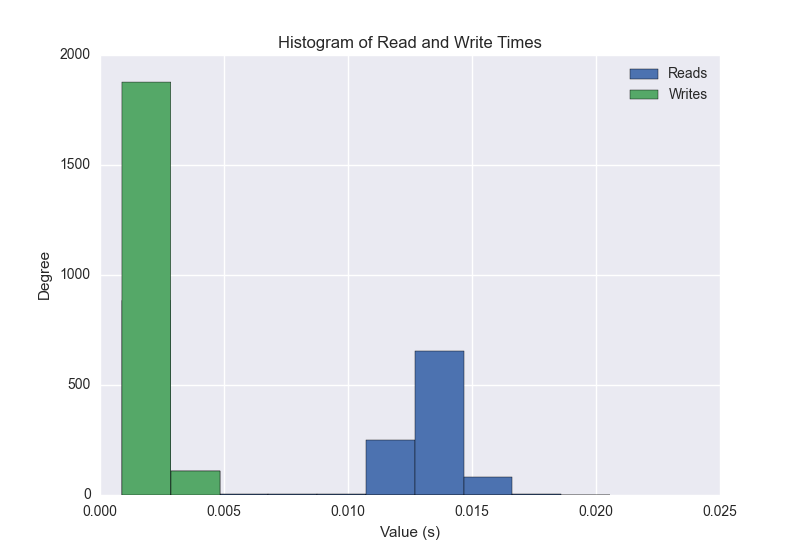 Histogram of Read and Write Times
Reads
Writes
2000
1500
1000
500
0
Degree
0.000 0.005 0.010 0.015 0.020 0.025
Value (s)